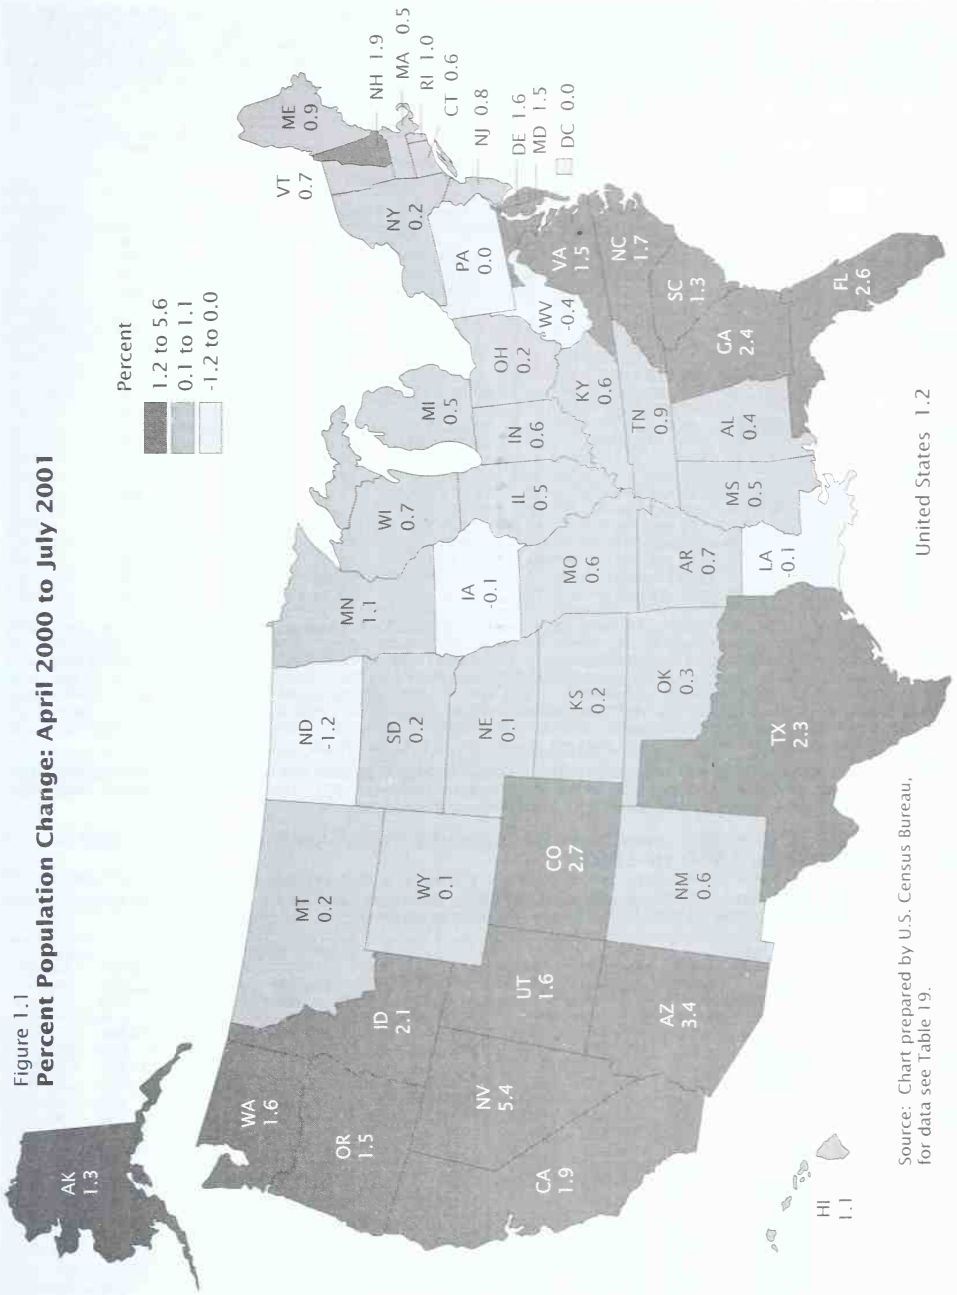 Figure 1.1
Percent Population Change: April 2000 to July 2001
Percent
1.2 to 5.6
0.1 to 1.1
-1.2 to 0.0
AK
1.3
WA
1.6
OR
1.5
CA
1.9
NV
5.4
ID
2.1
UT
1.6
AZ
3.4
MT
0.2
WY
0.1
CO
2.7
NM
0.6
ND
-1.2
SD
0.2
NE
0.1
KS
0.2
OK
0.3
TX
2.3
MN
1.1
IA
-0.1
MO
0.6
AR
0.7
LA
-0.1
WI
0.7
IL
0.5
MS
0.5
MI
0.5
IN
0.6
OH
0.2
KY
0.6
TN
0.9
AL
0.4
GA
2.4
FL
2.6
SC
1.3
NC
1.7
VA
1.5
WV
-0.4
PA
0.0
NY
0.2
VT
0.7
ME
0.9
NH 1.9
MA 0.5
RI 1.0
CT 0.6
NJ 0.8
DE 1.6
MD 1.5
DC 0.0
HI
1.1
United States 1.2
Source: Chart prepared by U.S. Census Bureau,
for data see Table 19.